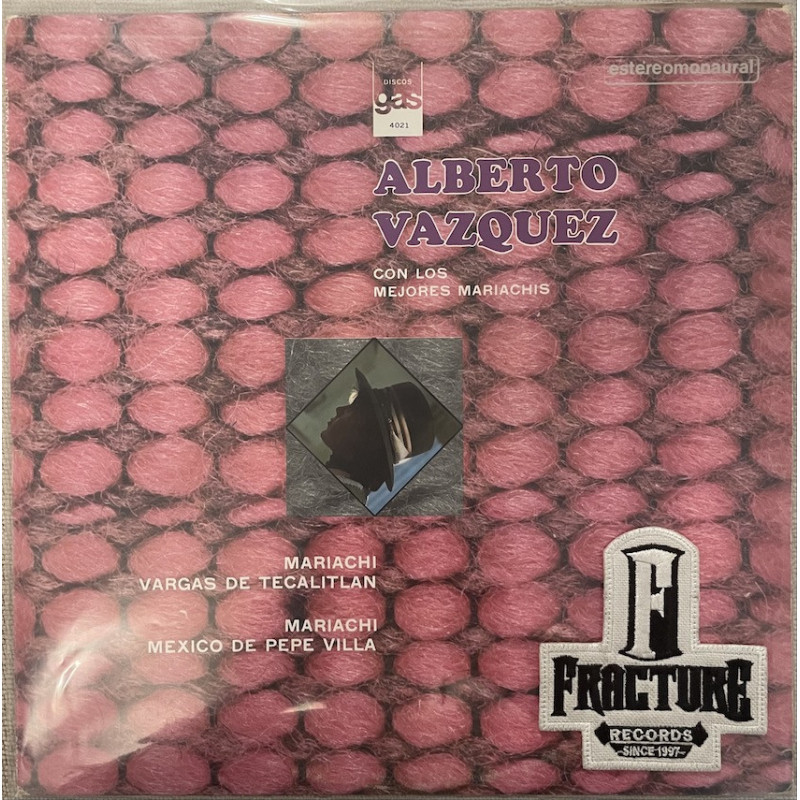 estereomonaural
DISCOS
gas
4021
ALBERTO
VAZQUEZ
CON LOS
MEJORES MARIACHIS
MARIACHI
VARGAS DE TECALITLAN
MARIACHI
MEXICO DE PEPE VILLA
F
FRACTURE
RECORDS
-SINCE 1997-